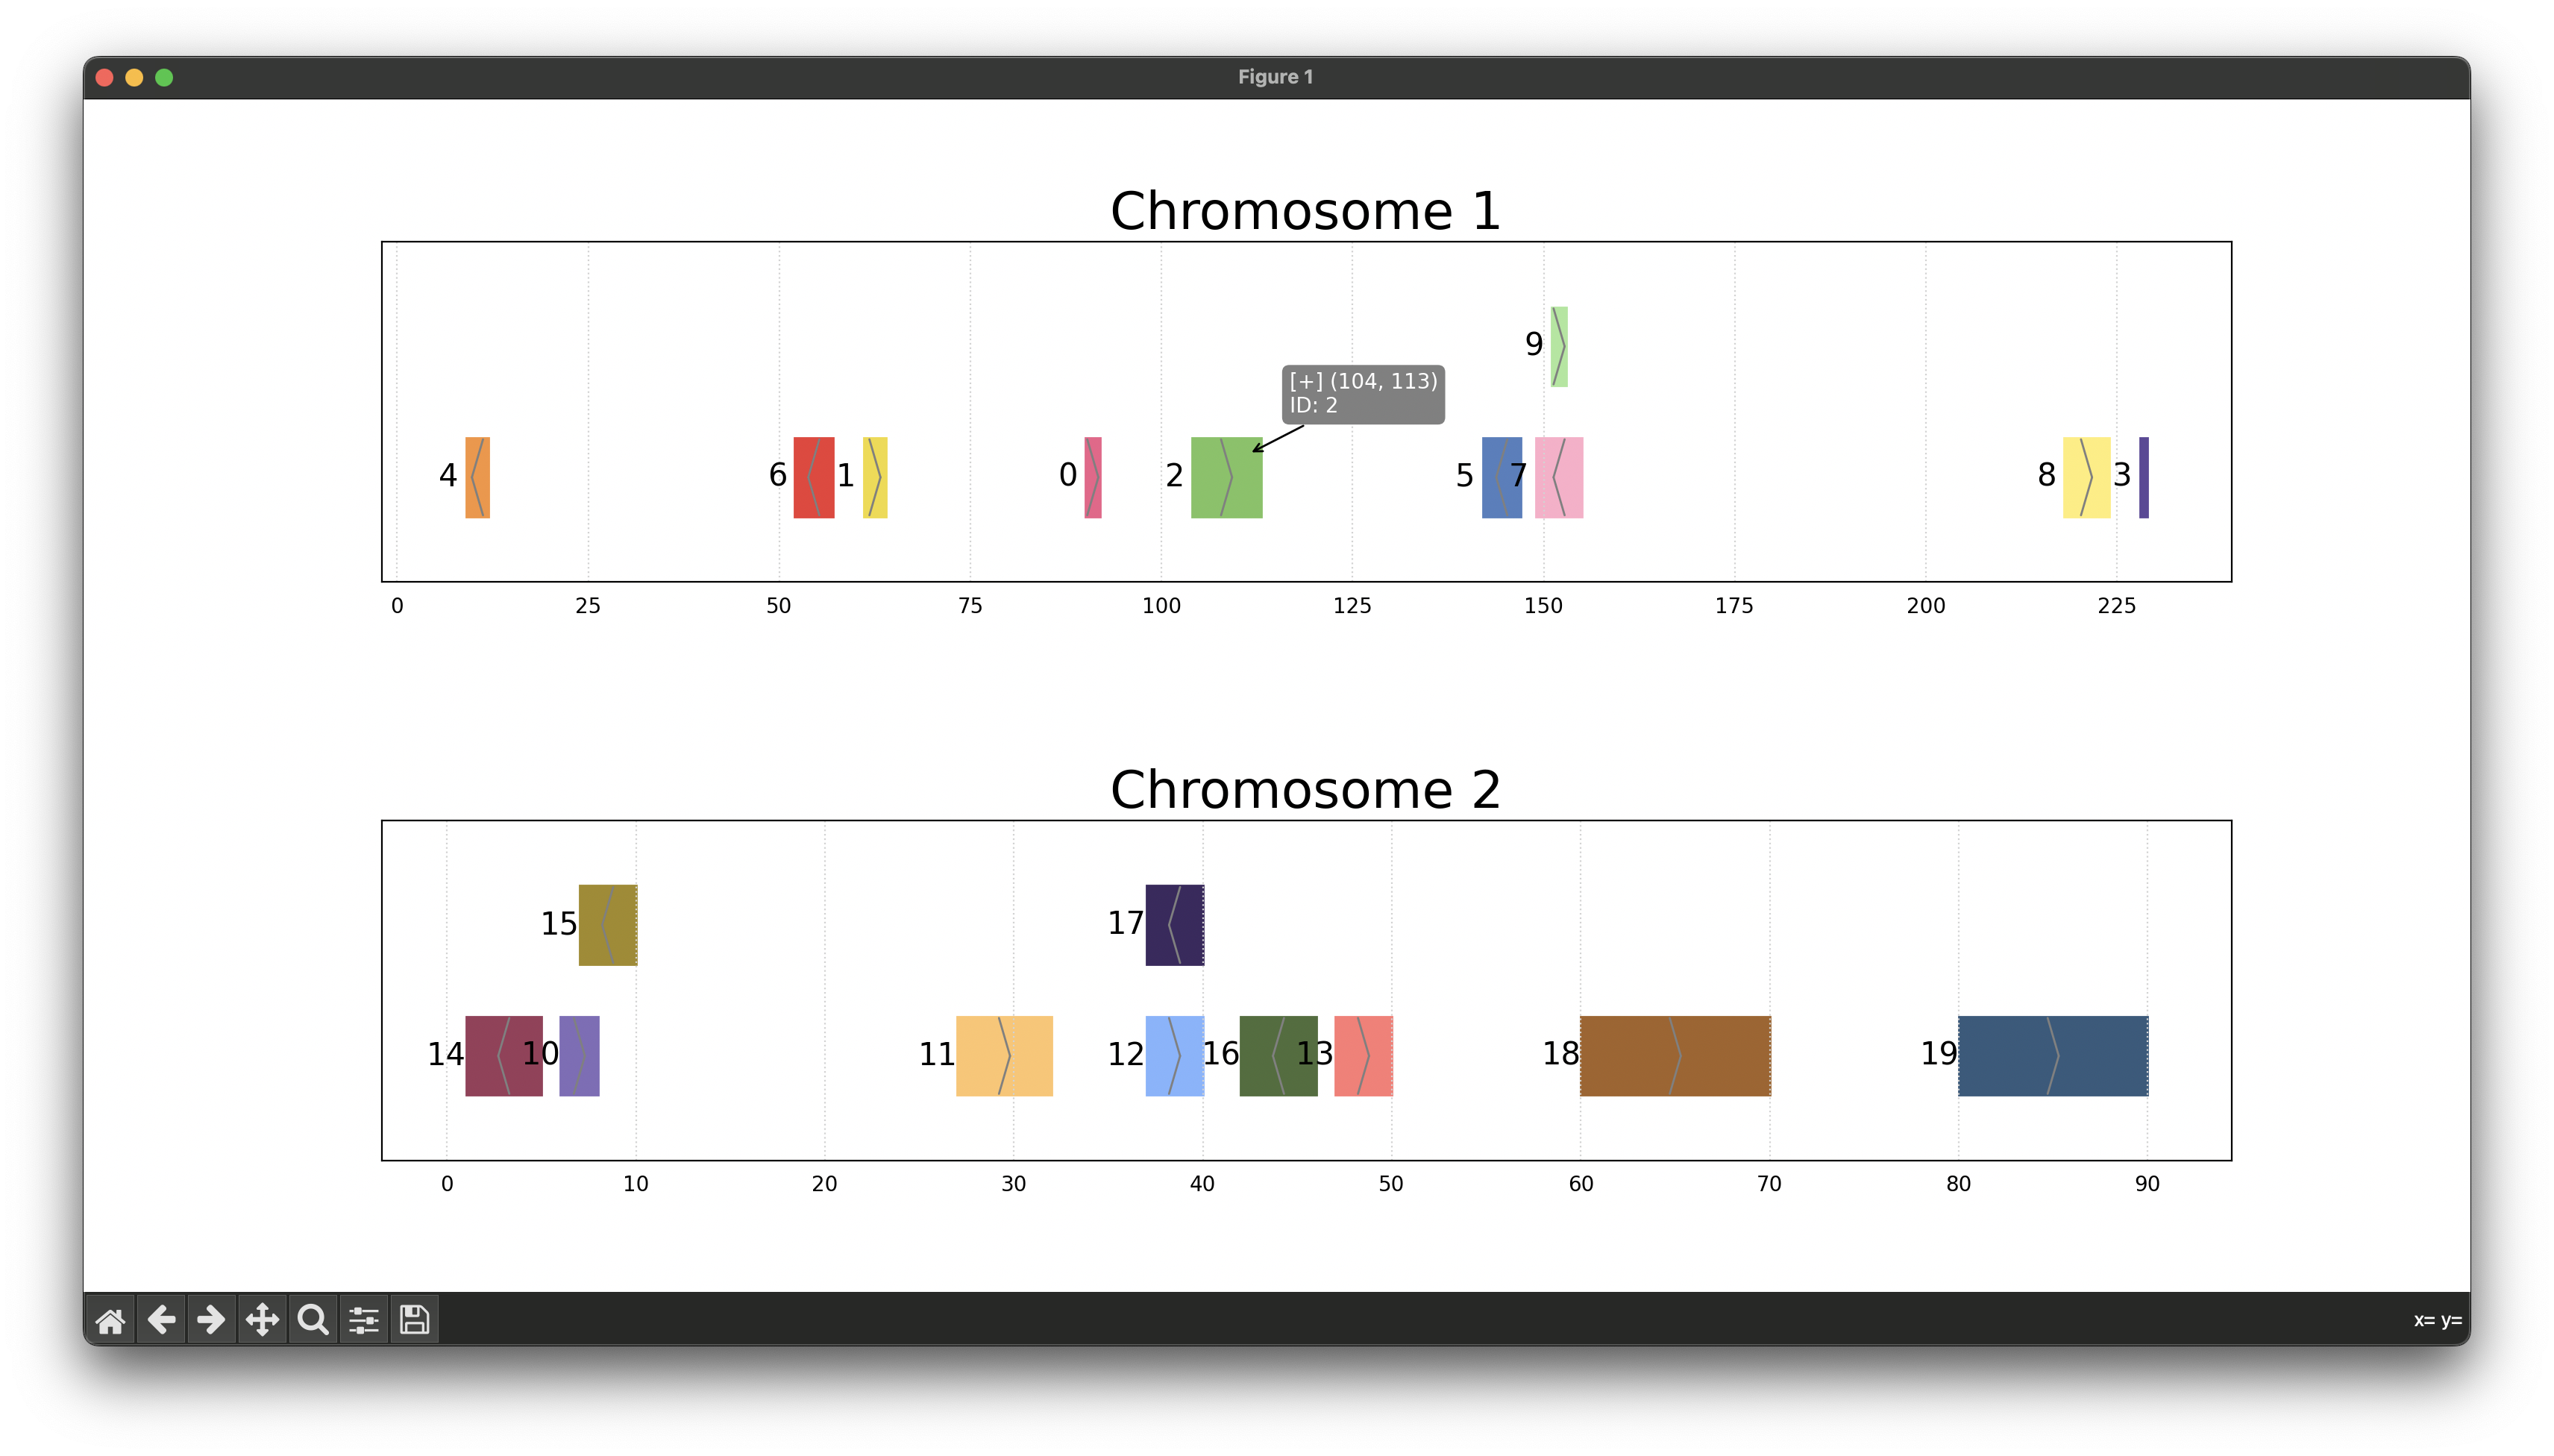 Figure 1
Chromosome 1
9
[+] (104, 113)
ID: 2
4 6 1 0 2 5 7 8 3
0 25 50 75 100 125 150 175 200 225
Chromosome 2
15 17
14 10 11 12 16 13 18 19
0 10 20 30 40 50 60 70 80 90
x= y=